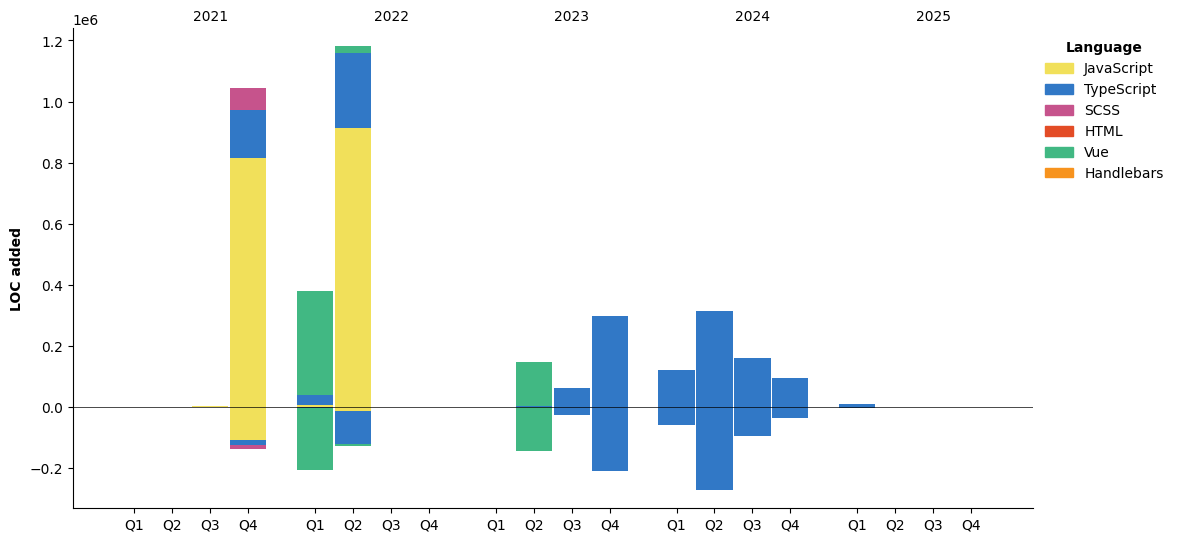 2021 2022 2023 2024 2025
1e6
1.2
1.0
0.8
0.6
0.4
0.2
0.0
−0.2
LOC added
Language
JavaScript
TypeScript
SCSS
HTML
Vue
Handlebars
Q1 Q2 Q3 Q4 Q1 Q2 Q3 Q4 Q1 Q2 Q3 Q4 Q1 Q2 Q3 Q4 Q1 Q2 Q3 Q4